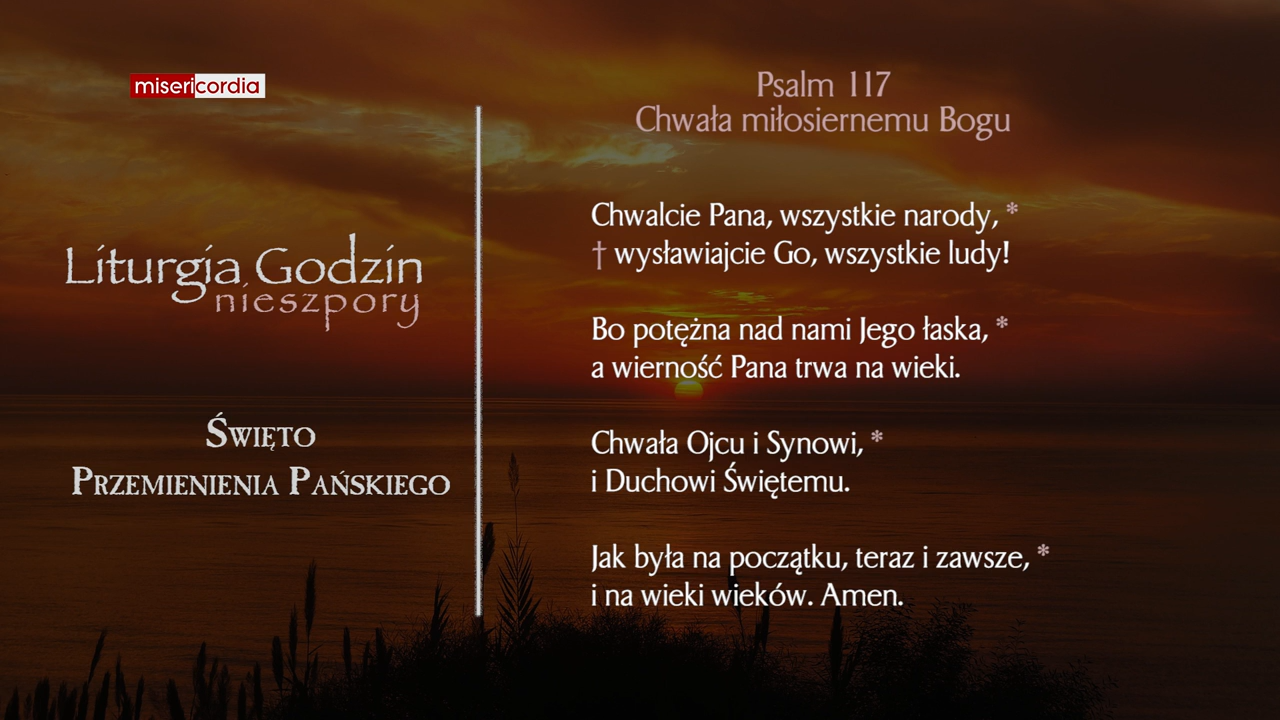 misericordia
Liturgia Godzin
nieszpory
Święto
Przemienienia Pańskiego
Psalm 117
Chwała miłosiernemu Bogu
Chwalcie Pana, wszystkie narody, *
† wysławiajcie Go, wszystkie ludy!
Bo potężna nad nami Jego łaska, *
a wierność Pana trwa na wieki.
Chwała Ojcu i Synowi, *
i Duchowi Świętemu.
Jak była na początku, teraz i zawsze, *
i na wieki wieków. Amen.